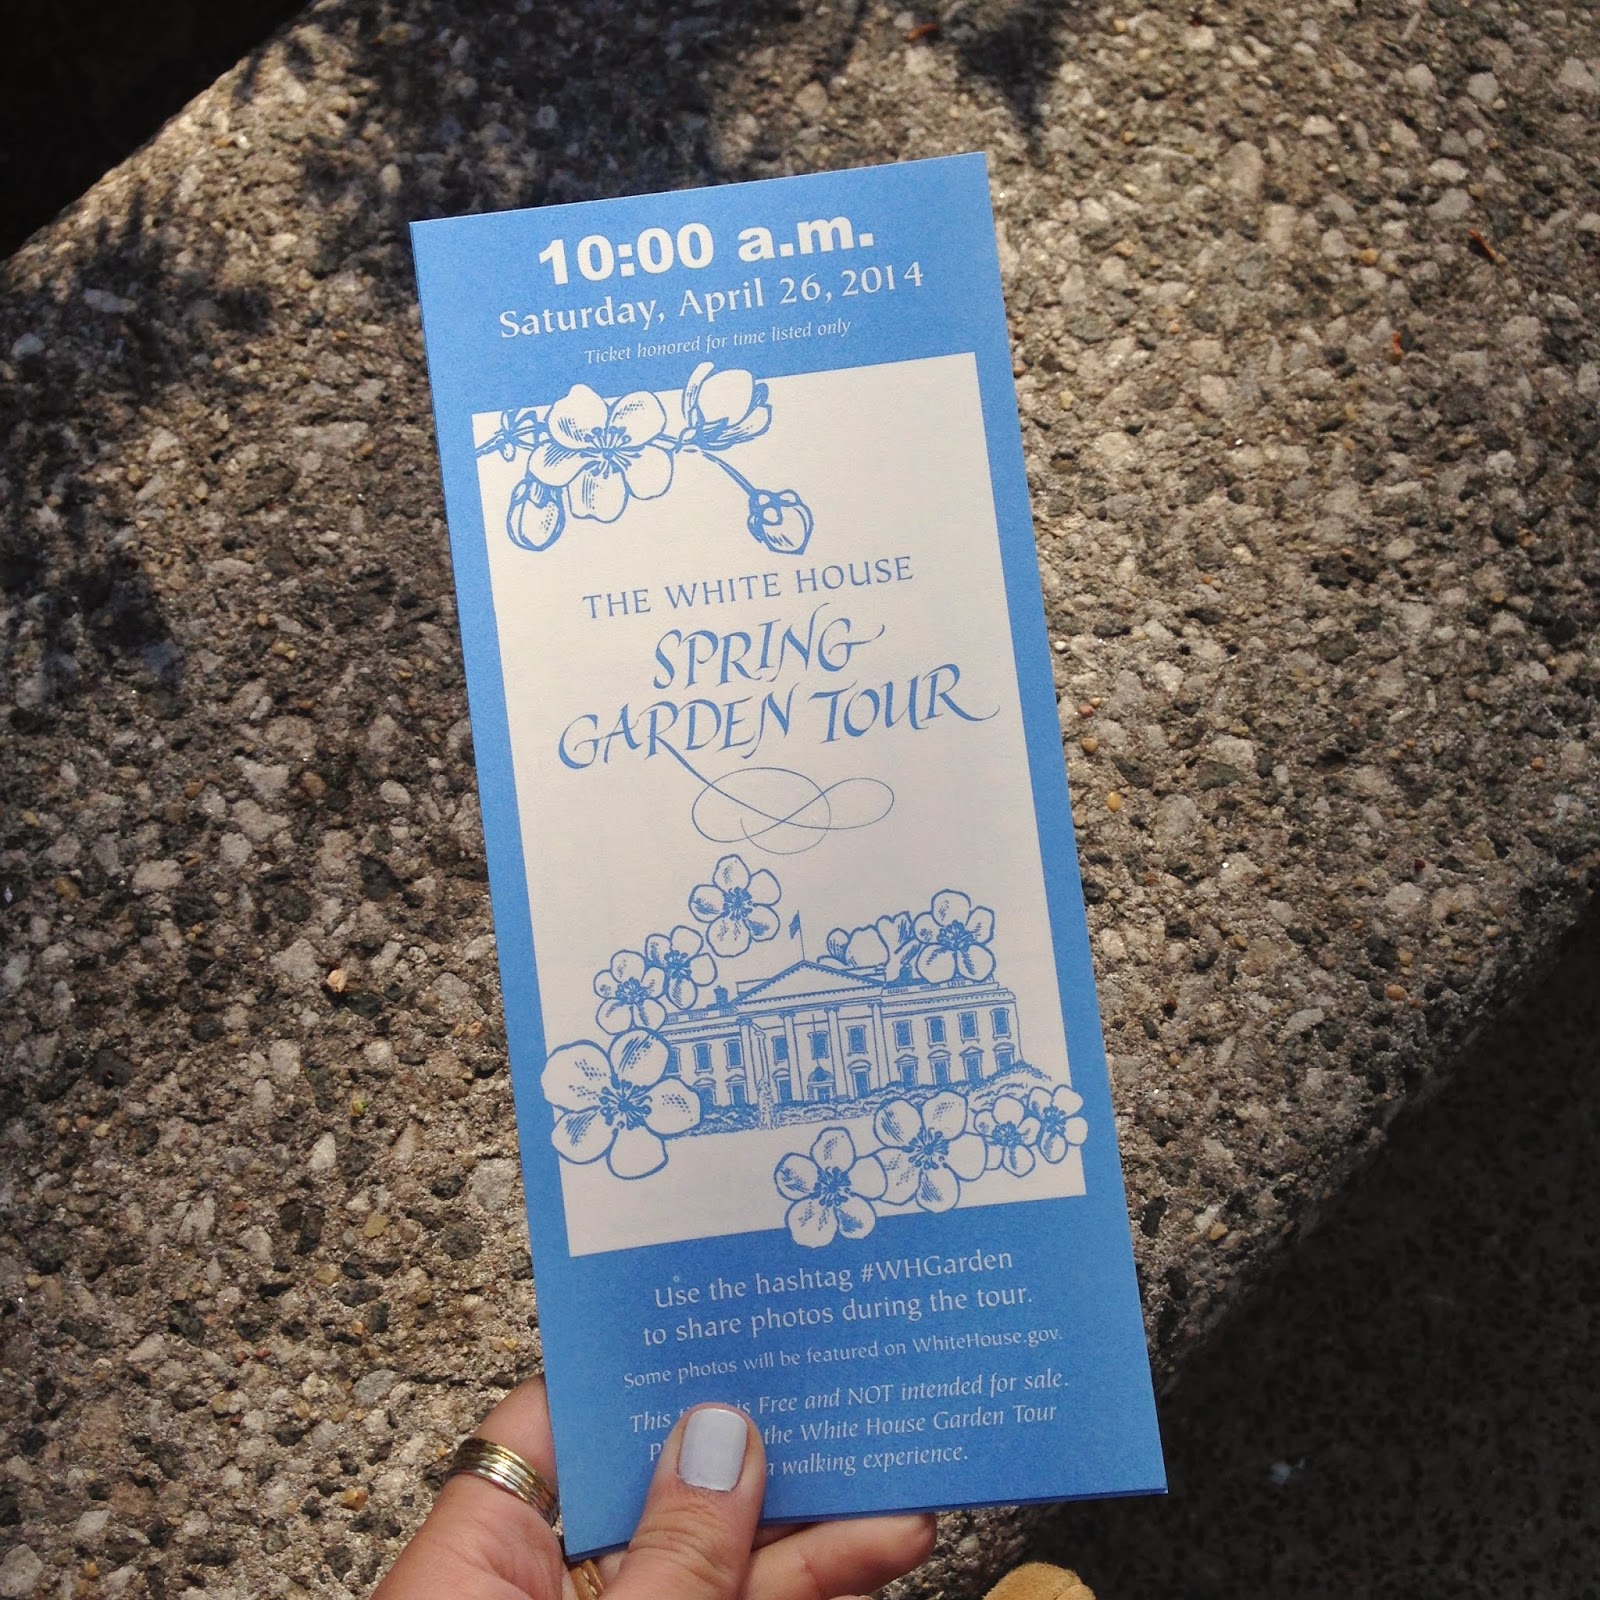 10:00 a.m.
Saturday, April 26, 2014
Ticket honored for time listed only
THE WHITE HOUSE
SPRING
GARDEN TOUR
Use the hashtag #WHGarden
to share photos during the tour.
Some photos will be featured on WhiteHouse.gov.
This is Free and NOT intended for sale.
the White House Garden Tour
a walking experience.